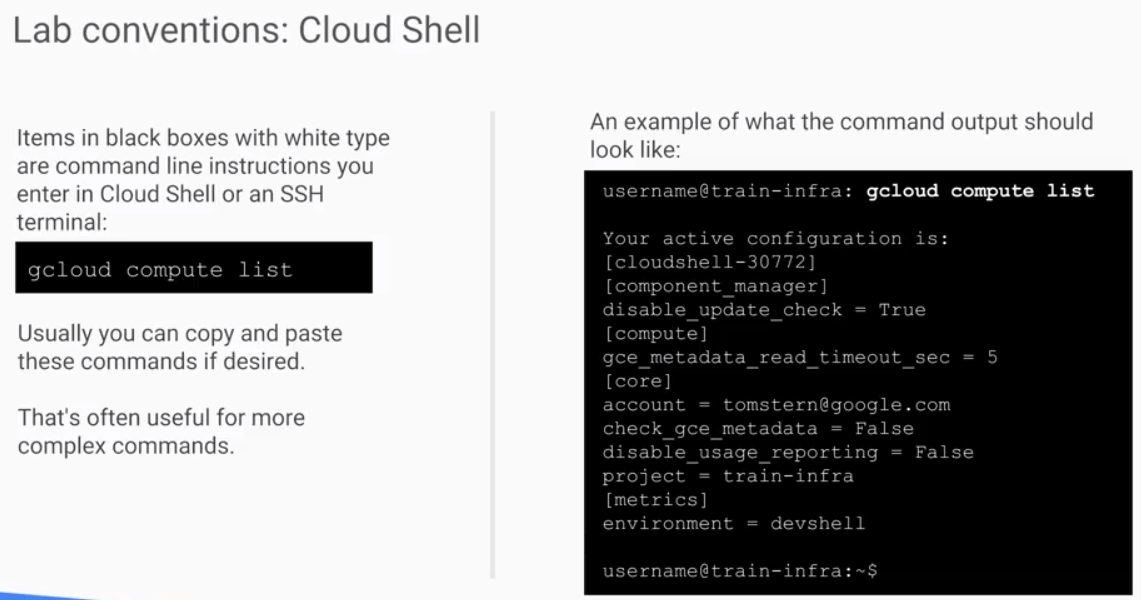 Lab conventions: Cloud Shell
Items in black boxes with white type
are command line instructions you
enter in Cloud Shell or an SSH
terminal:
gcloud compute list
Usually you can copy and paste
these commands if desired.
That's often useful for more
complex commands.
An example of what the command output should
look like:
username@train-infra: gcloud compute list
Your active configuration is:
[cloudshell-30772]
[component_manager]
disable_update_check = True
[compute]
gce_metadata_read_timeout_sec = 5
[core]
account = tomstern@google.com
check_gce_metadata = False
disable_usage_reporting = False
project = train-infra
[metrics]
environment = devshell
username@train-infra:~$